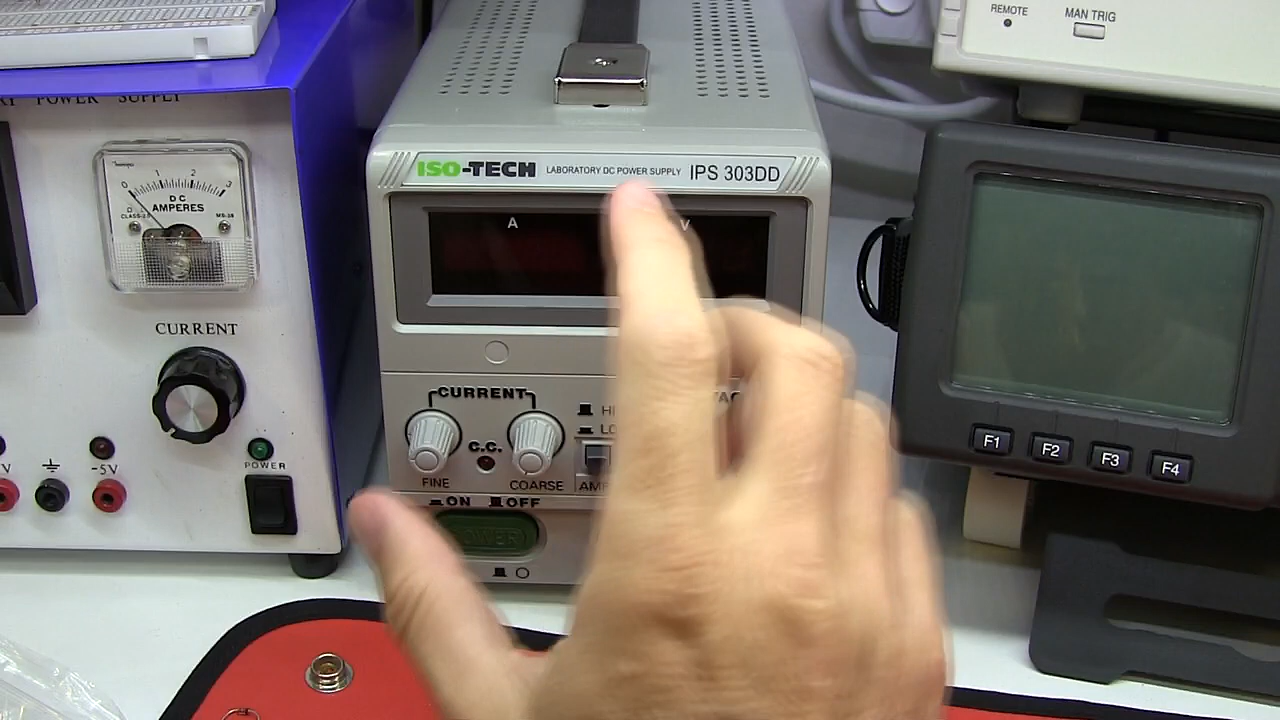 POWER SUPPLY
0 1 2 3
DC
AMPERES
CLASS-2.5
MS-38
CURRENT
POWER
-5V
ISO-TECH LABORATORY DC POWER SUPPLY IPS 303DD
A V
CURRENT
HI
LO
C.C.
FINE
COARSE
AM
ON OFF
POWER
REMOTE
MAN TRIG
F1
F2
F3
F4